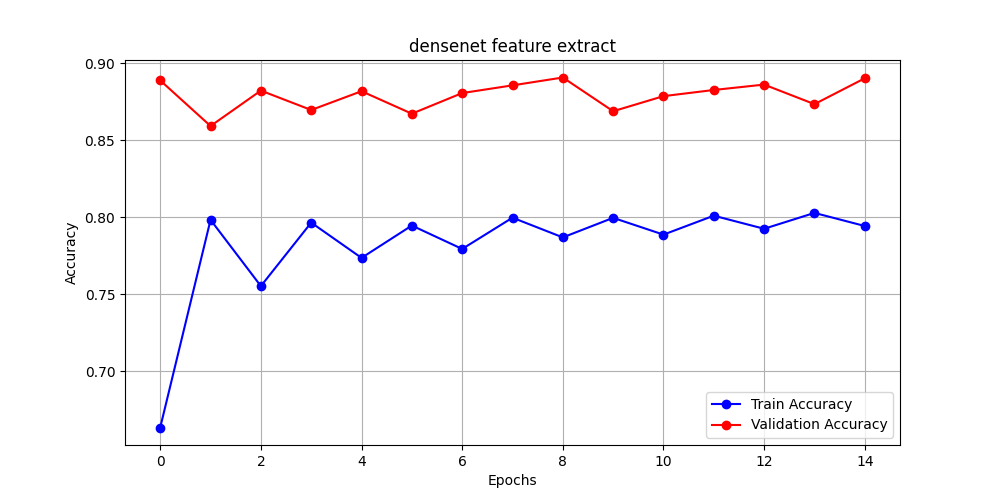 densenet feature extract
0.90
0.85
0.80
0.75
0.70
Accuracy
Train Accuracy
Validation Accuracy
0 2 4 6 8 10 12 14
Epochs